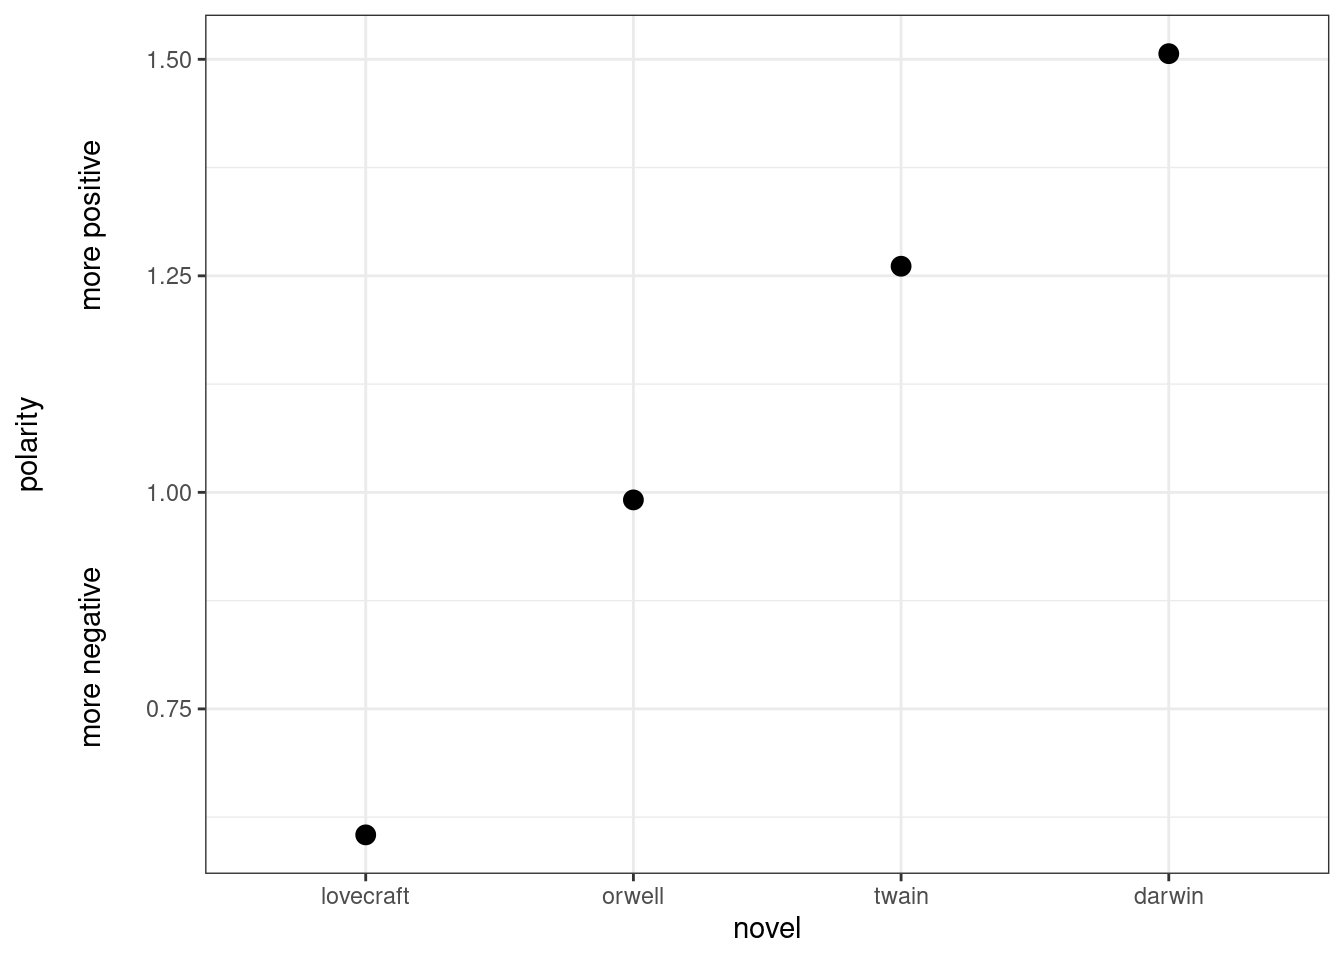 polarity
more positive
more negative
1.50
1.25
1.00
0.75
lovecraft
orwell
twain
darwin
novel